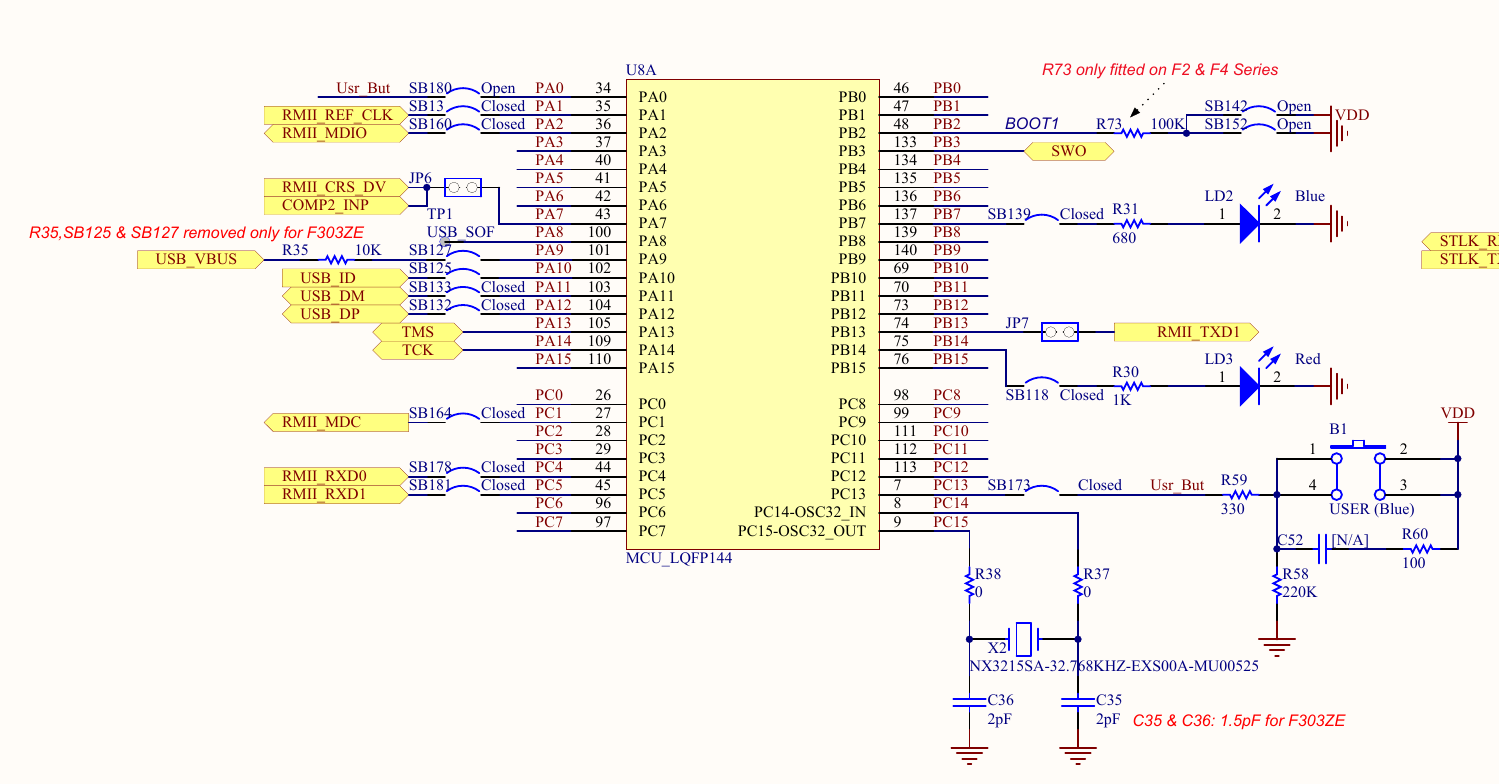 U8A
R73 only fitted on F2 & F4 Series
Usr_But SB180 Open PA0 34 PA0 PB0 46 PB0
RMII_REF_CLK SB13 Closed PA1 35 PA1 PB1 47 PB1 SB142 Open VDD
RMII_MDIO SB160 Closed PA2 36 PA2 PB2 48 PB2 BOOT1 R73 100K SB152 Open
PA3 37 PA3 PB3 133 PB3 SWO
PA4 40 PA4 PB4 134 PB4
RMII_CRS_DV JP6 PA5 41 PA5 PB5 135 PB5
COMP2_INP PA6 42 PA6 PB6 136 PB6 LD2 Blue
TP1 PA7 43 PA7 PB7 137 PB7 SB139 Closed R31 680 1 2
R35,SB125 & SB127 removed only for F303ZE USB_SOF PA8 100 PA8 PB8 139 PB8 STLK_R
USB_VBUS R35 10K SB127 PA9 101 PA9 PB9 140 PB9 STLK_T
USB_ID SB125 PA10 102 PA10 PB10 69 PB10
USB_DM SB133 Closed PA11 103 PA11 PB11 70 PB11
USB_DP SB132 Closed PA12 104 PA12 PB12 73 PB12
TMS PA13 105 PA13 PB13 74 PB13 JP7 RMII_TXD1
TCK PA14 109 PA14 PB14 75 PB14
PA15 110 PA15 PB15 76 PB15 LD3 Red
R30 1 2
SB118 Closed 1K
PC0 26 PC0 PC8 98 PC8
RMII_MDC SB164 Closed PC1 27 PC1 PC9 99 PC9 VDD
PC2 28 PC2 PC10 111 PC10 B1
PC3 29 PC3 PC11 112 PC11 1 2
RMII_RXD0 SB178 Closed PC4 44 PC4 PC12 113 PC12
RMII_RXD1 SB181 Closed PC5 45 PC5 PC13 7 PC13 SB173 Closed Usr_But R59 330 4 3
PC6 96 PC6 PC14-OSC32_IN 8 PC14 USER (Blue)
PC7 97 PC7 PC15-OSC32_OUT 9 PC15
C52 [N/A] R60
MCU_LQFP144 100
R38 R37 R58
0 0 220K
X2
NX3215SA-32.768KHZ-EXS00A-MU00525
C36 C35
2pF 2pF C35 & C36: 1.5pF for F303ZE